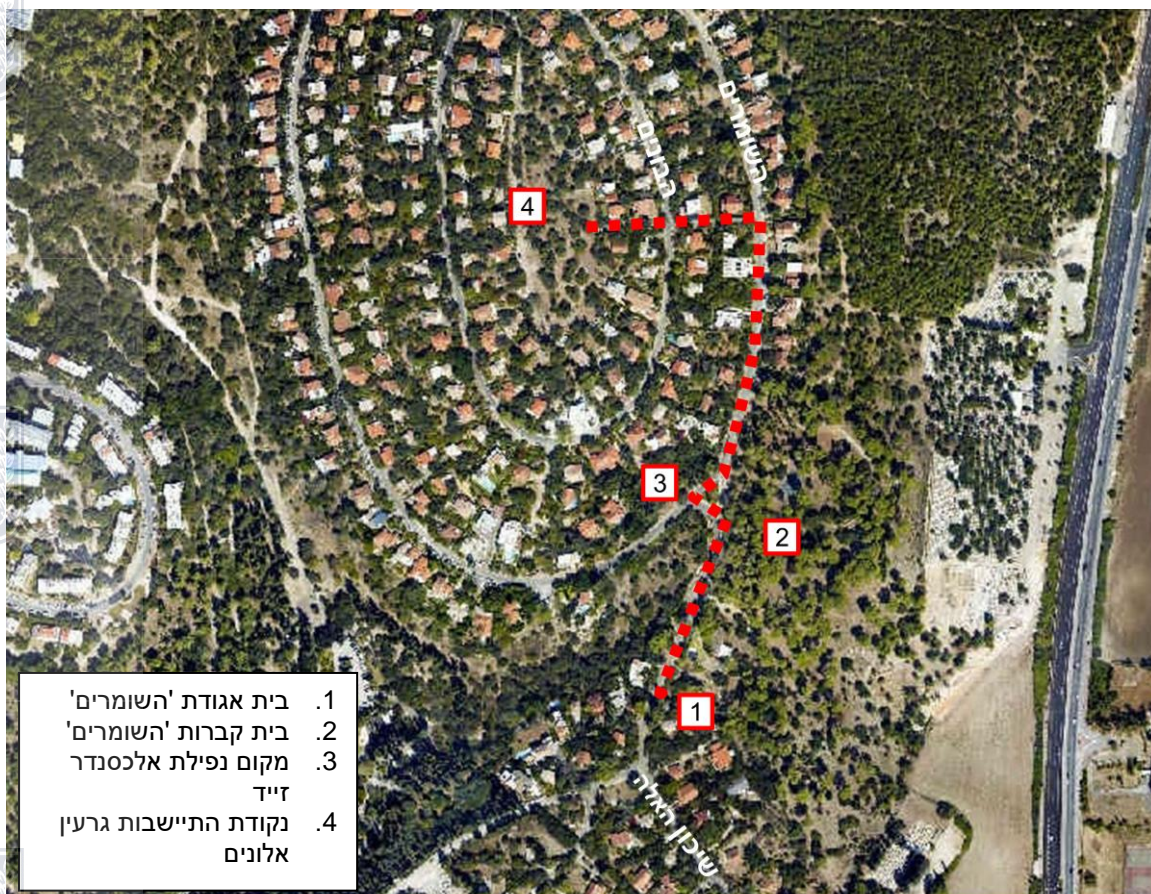 השומרים
הרוכס
4
3
2
1
שיכון האלה
1. בית אגודת 'השומרים'
2. בית קברות 'השומרים'
3. מקום נפילת אלכסנדר
זייד
4. נקודת התיישבות גרעין
אלונים